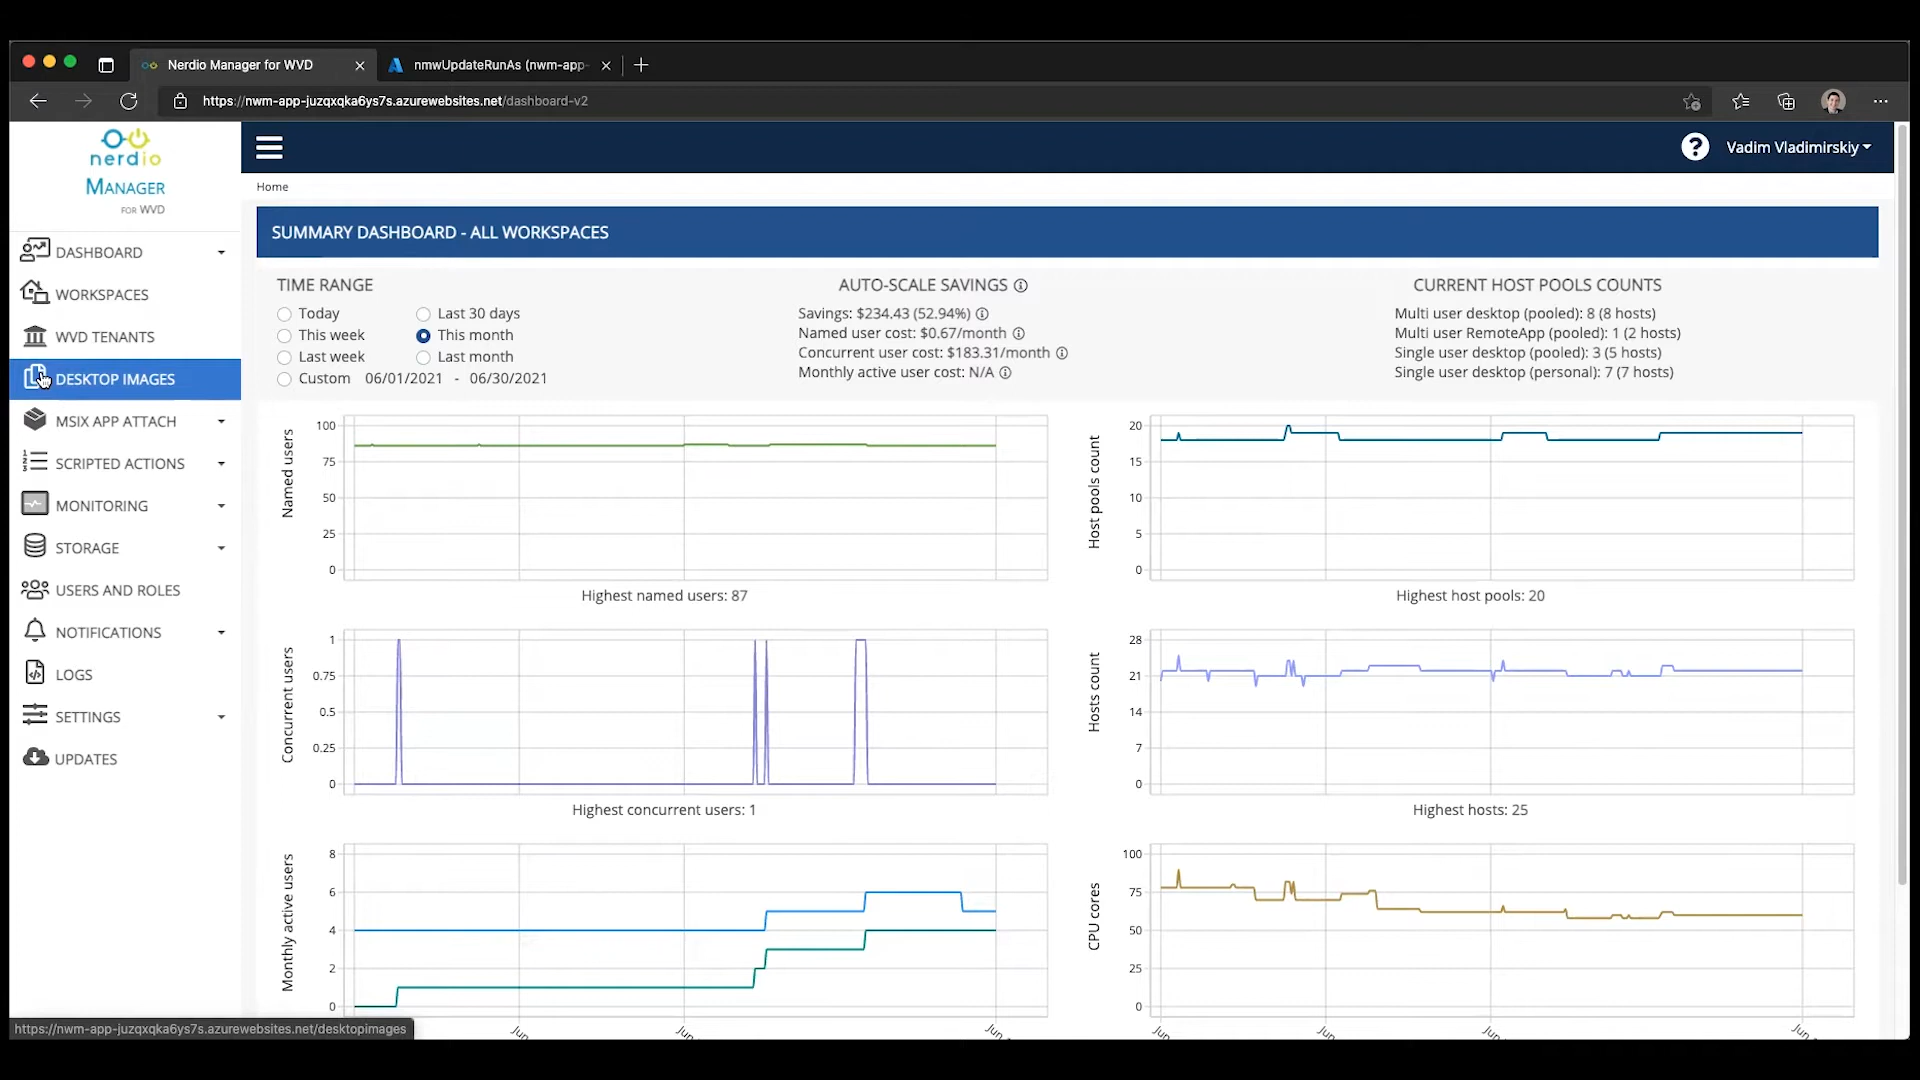 Nerdio Manager for WVD
nmwUpdateRunAs (nwm-app-
https://nwm-app-juzqxqka6ys7s.azurewebsites.net/dashboard-v2
nerdio
MANAGER
FOR WVD
? Vadim Vladimirskiy
Home
DASHBOARD
WORKSPACES
WVD TENANTS
DESKTOP IMAGES
MSIX APP ATTACH
SCRIPTED ACTIONS
MONITORING
STORAGE
USERS AND ROLES
NOTIFICATIONS
LOGS
SETTINGS
UPDATES
SUMMARY DASHBOARD - ALL WORKSPACES
TIME RANGE
Today
Last 30 days
This week
This month
Last week
Last month
Custom 06/01/2021 - 06/30/2021
AUTO-SCALE SAVINGS
Savings: $234.43 (52.94%)
Named user cost: $0.67/month
Concurrent user cost: $183.31/month
Monthly active user cost: N/A
CURRENT HOST POOLS COUNTS
Multi user desktop (pooled): 8 (8 hosts)
Multi user RemoteApp (pooled): 1 (2 hosts)
Single user desktop (pooled): 3 (5 hosts)
Single user desktop (personal): 7 (7 hosts)
Named users
100
75
50
25
0
Highest named users: 87
Host pools count
20
15
10
5
0
Highest host pools: 20
Concurrent users
1
0.75
0.5
0.25
0
Highest concurrent users: 1
Hosts count
28
21
14
7
0
Highest hosts: 25
Monthly active users
8
6
4
2
0
Jun
Jun
Jun
CPU cores
100
75
50
25
0
Jun
Jun
Jun
Jun
https://nwm-app-juzqxqka6ys7s.azurewebsites.net/desktopimages